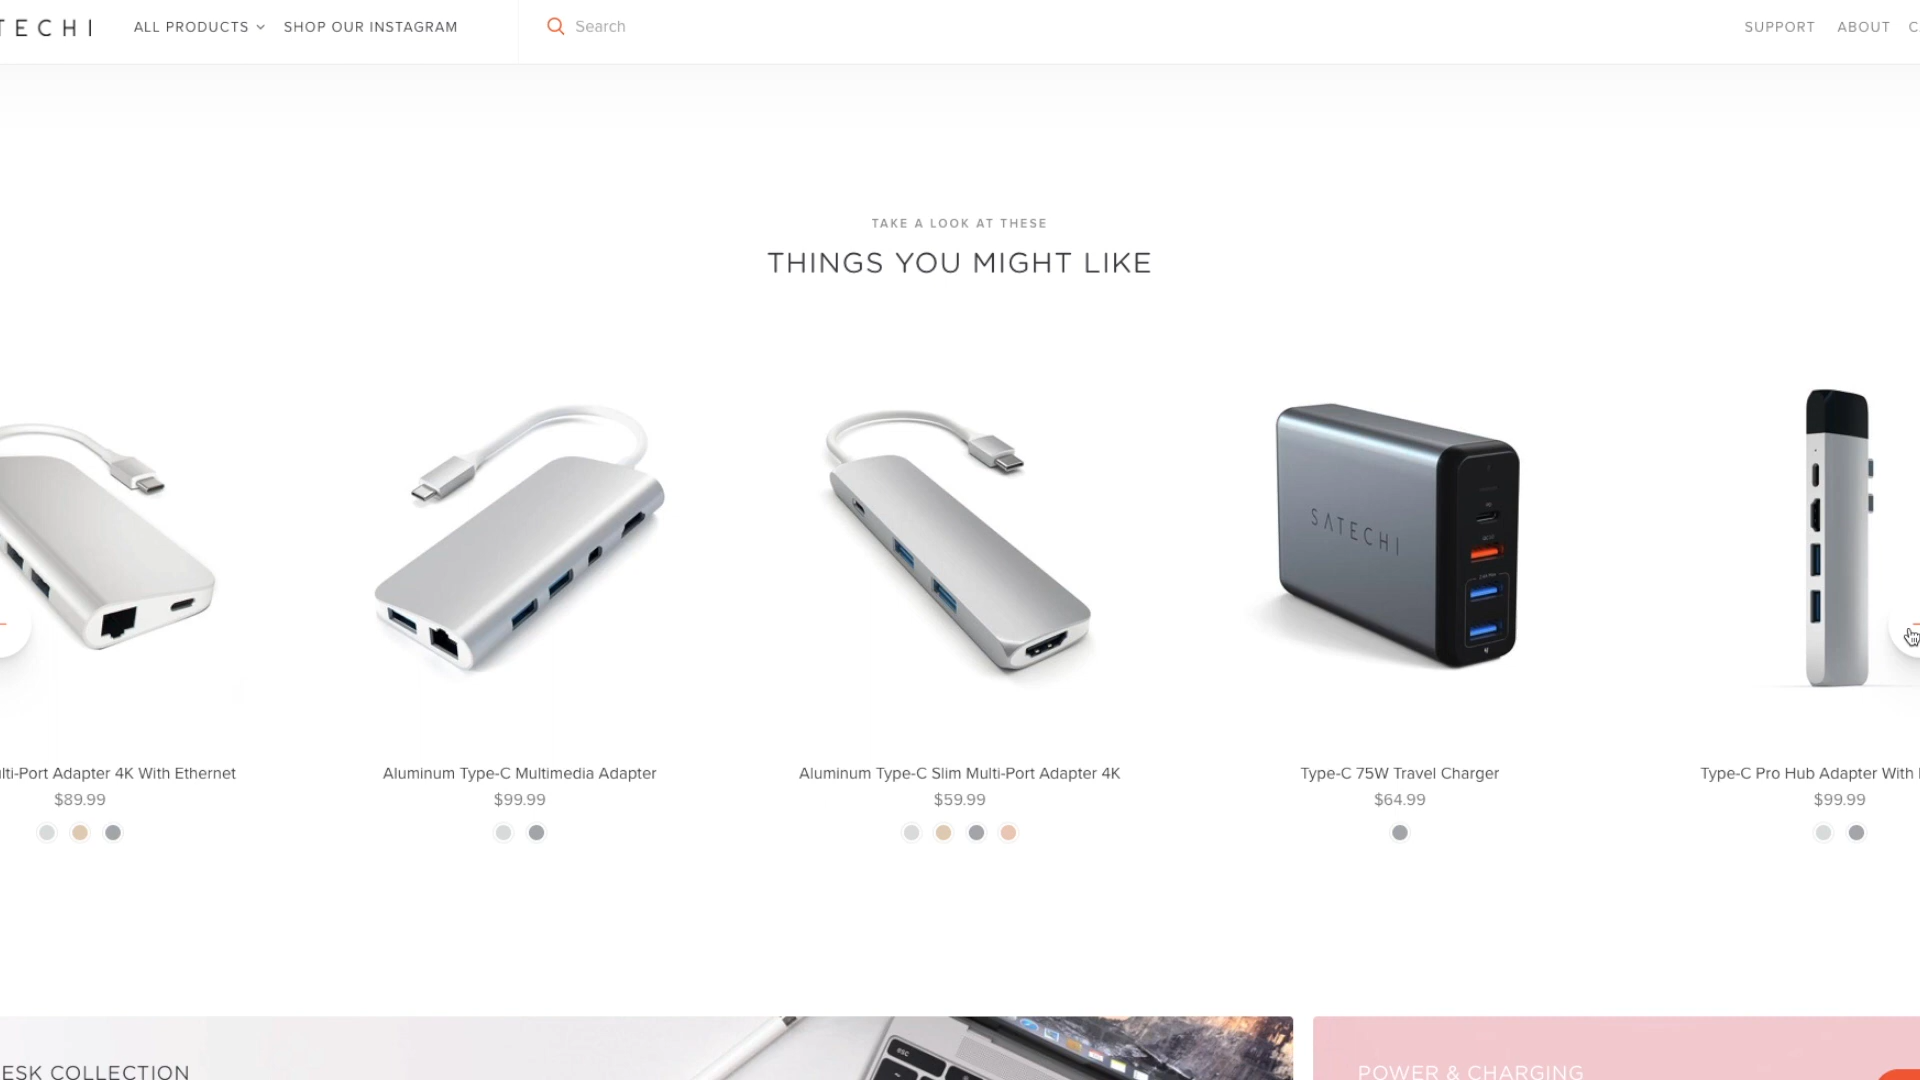 TECHI
ALL PRODUCTS
SHOP OUR INSTAGRAM
Search
SUPPORT
ABOUT
TAKE A LOOK AT THESE
THINGS YOU MIGHT LIKE
SATECHI
lti-Port Adapter 4K With Ethernet
$89.99
Aluminum Type-C Multimedia Adapter
$99.99
Aluminum Type-C Slim Multi-Port Adapter 4K
$59.99
Type-C 75W Travel Charger
$64.99
Type-C Pro Hub Adapter With
$99.99
ESK COLLECTION
esc
POWER & CHARGING